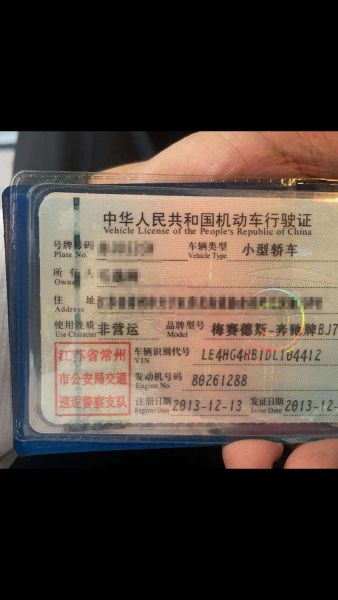 中华人民共和国机动车行驶证
Vehicle License of the People's Republic of China
号牌号码
Plate No.
车辆类型 小型轿车
Vehicle Type
所有人
Owner
住 址
Address
使用性质 非营运 品牌型号 梅赛德斯-奔驰牌BJ7
Use Character Model
江苏省常州
市公安局交通
巡逻警察支队
车辆识别代号 LE4HG4HB1DL104412
VIN
发动机号码 80261288
Engine No.
注册日期 2013-12-13 发证日期 2013-12-
Register Date Issue Date